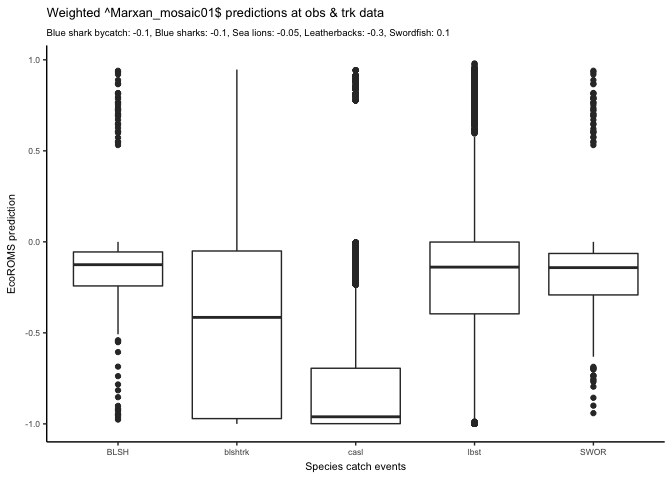 Weighted ^Marxan_mosaic01$ predictions at obs & trk data
Blue shark bycatch: -0.1, Blue sharks: -0.1, Sea lions: -0.05, Leatherbacks: -0.3, Swordfish: 0.1
1.0
0.5
0.0
-0.5
-1.0
EcoROMS prediction
BLSH
blshtrk
casl
lbst
SWOR
Species catch events